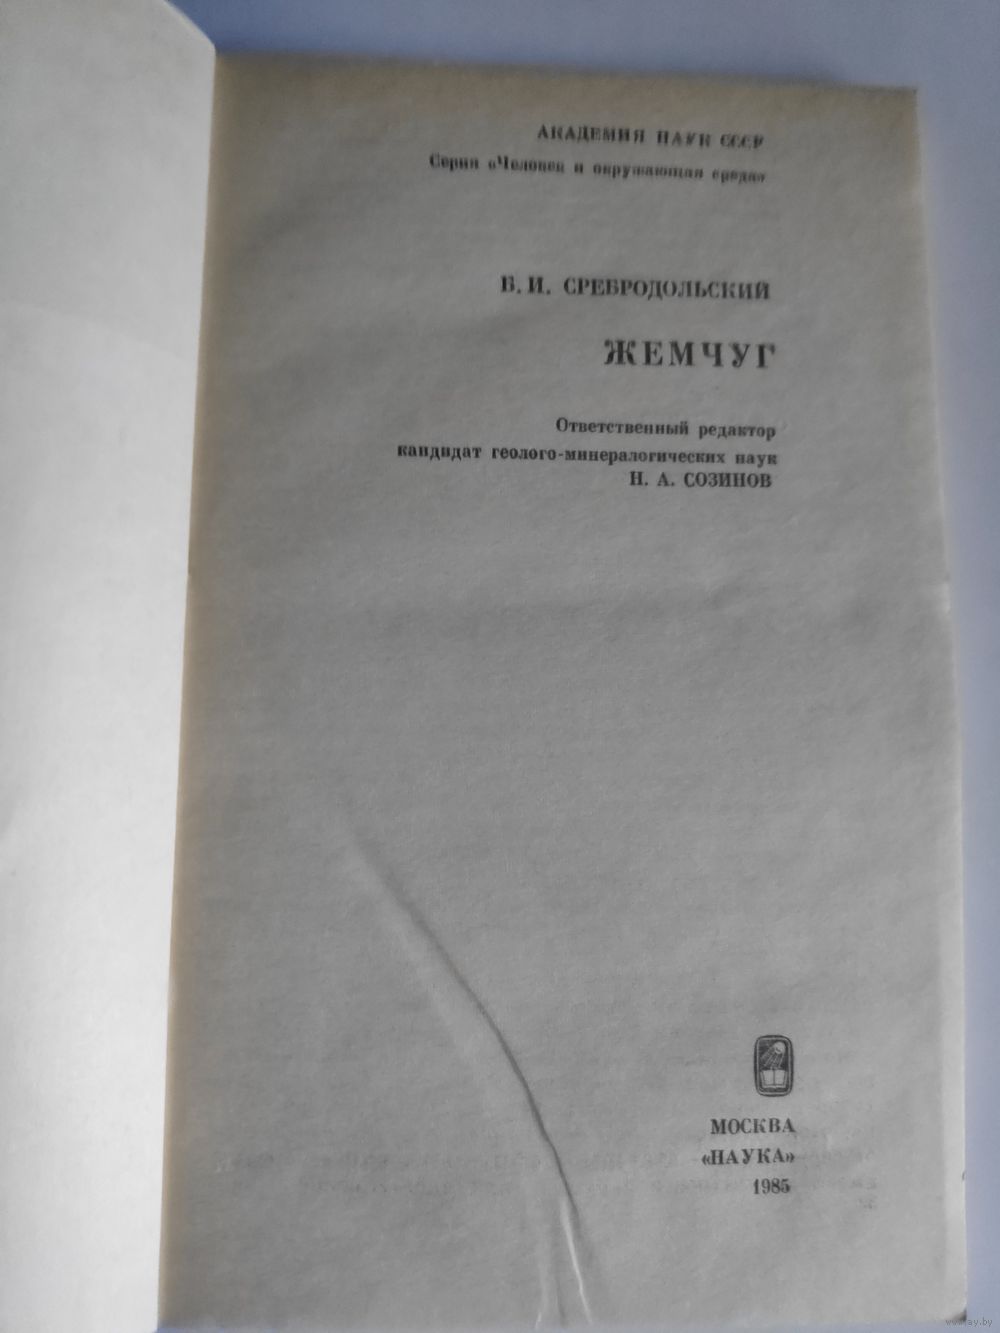 АКАДЕМИЯ НАУК СССР
Серия «Человек и окружающая среда»
Б. И. СРЕБРОДОЛЬСКИЙ
ЖЕМЧУГ
Ответственный редактор
кандидат геолого-минералогических наук
Н. А. СОЗИНОВ
МОСКВА
«НАУКА»
1985